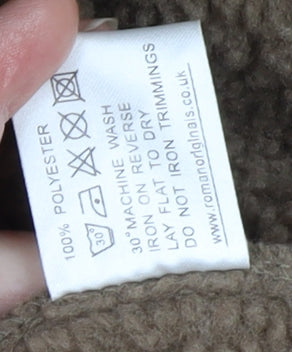 100% POLYESTER
30°
30°MACHINE WASH
IRON ON REVERSE
LAY FLAT TO DRY
DO NOT IRON TRIMMINGS
www.romanoriginals.co.uk